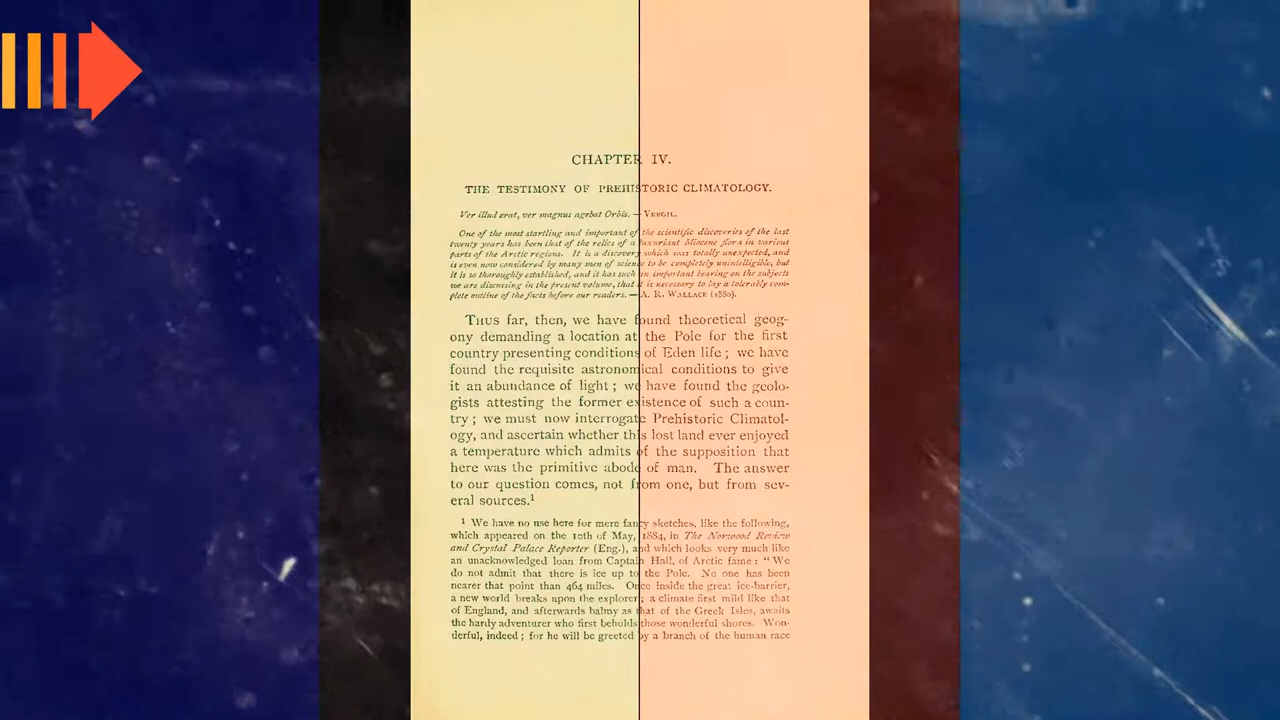 CHAPTER IV.
THE TESTIMONY OF PREHISTORIC CLIMATOLOGY.
Ver illud erat, ver magnus agebat Orbis. — VERGIL.
One of the most startling and important of the scientific discoveries of the last
twenty years has been that of the relics of a luxuriant Miocene flora in various
parts of the Arctic regions. It is a discovery which was totally unexpected, and
is even now considered by many men of science to be completely unintelligible, but
it is so thoroughly established, and it has such an important bearing on the subjects
we are discussing in the present volume, that it is necessary to lay a tolerably com-
plete outline of the facts before our readers. — A. R. WALLACE (1880).
THUS far, then, we have found theoretical geog-
ony demanding a location at the Pole for the first
country presenting conditions of Eden life ; we have
found the requisite astronomical conditions to give
it an abundance of light ; we have found the geolo-
gists attesting the former existence of such a coun-
try ; we must now interrogate Prehistoric Climatol-
ogy, and ascertain whether this lost land ever enjoyed
a temperature which admits of the supposition that
here was the primitive abode of man. The answer
to our question comes, not from one, but from sev-
eral sources.¹
¹ We have no use here for mere fancy sketches, like the following,
which appeared on the 10th of May, 1884, in The Norwood Review
and Crystal Palace Reporter (Eng.), and which looks very much like
an unacknowledged loan from Captain Hall, of Arctic fame : “ We
do not admit that there is ice up to the Pole. No one has been
nearer that point than 464 miles. Once inside the great ice-barrier,
a new world breaks upon the explorer ; a climate first mild like that
of England, and afterwards balmy as that of the Greek Isles, awaits
the hardy adventurer who first beholds those wonderful shores. Won-
derful, indeed ; for he will be greeted by a branch of the human race